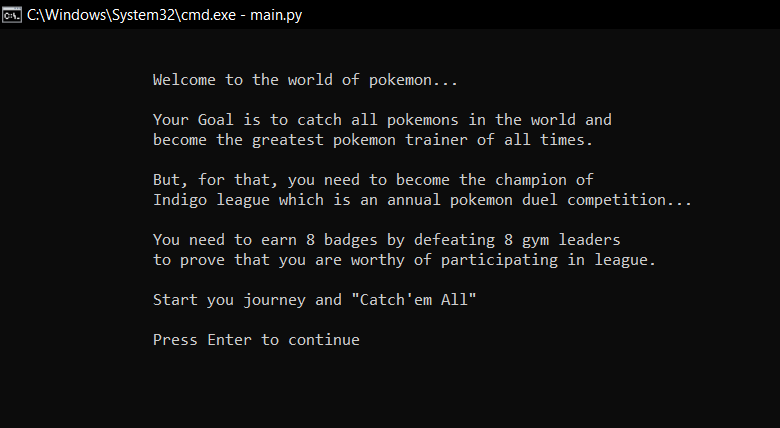 C:\Windows\System32\cmd.exe - main.py
Welcome to the world of pokemon...
Your Goal is to catch all pokemons in the world and
become the greatest pokemon trainer of all times.
But, for that, you need to become the champion of
Indigo league which is an annual pokemon duel competition...
You need to earn 8 badges by defeating 8 gym leaders
to prove that you are worthy of participating in league.
Start you journey and "Catch'em All"
Press Enter to continue